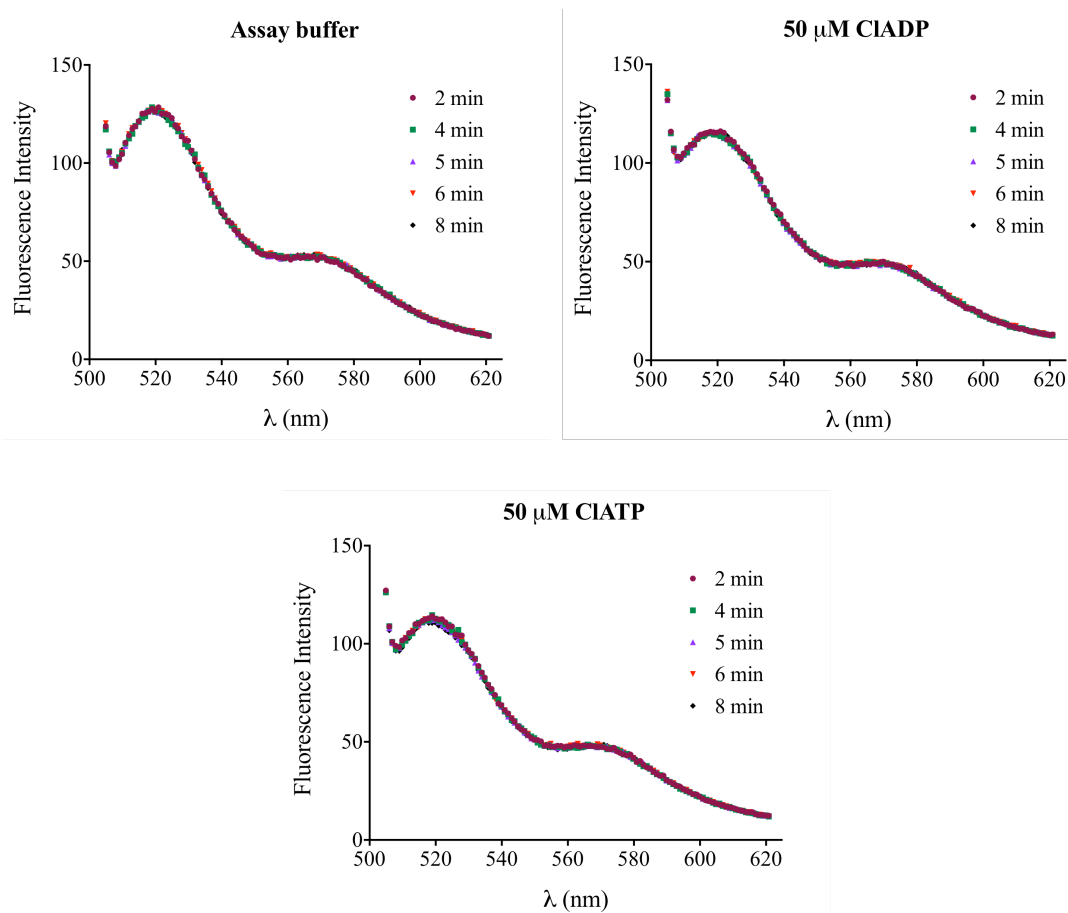 Assay buffer
Fluorescence Intensity
150
100
50
0
500 520 540 560 580 600 620
λ (nm)
2 min
4 min
5 min
6 min
8 min
50 μM ClADP
Fluorescence Intensity
150
100
50
0
500 520 540 560 580 600 620
λ (nm)
2 min
4 min
5 min
6 min
8 min
50 μM ClATP
Fluorescence Intensity
150
100
50
0
500 520 540 560 580 600 620
λ (nm)
2 min
4 min
5 min
6 min
8 min